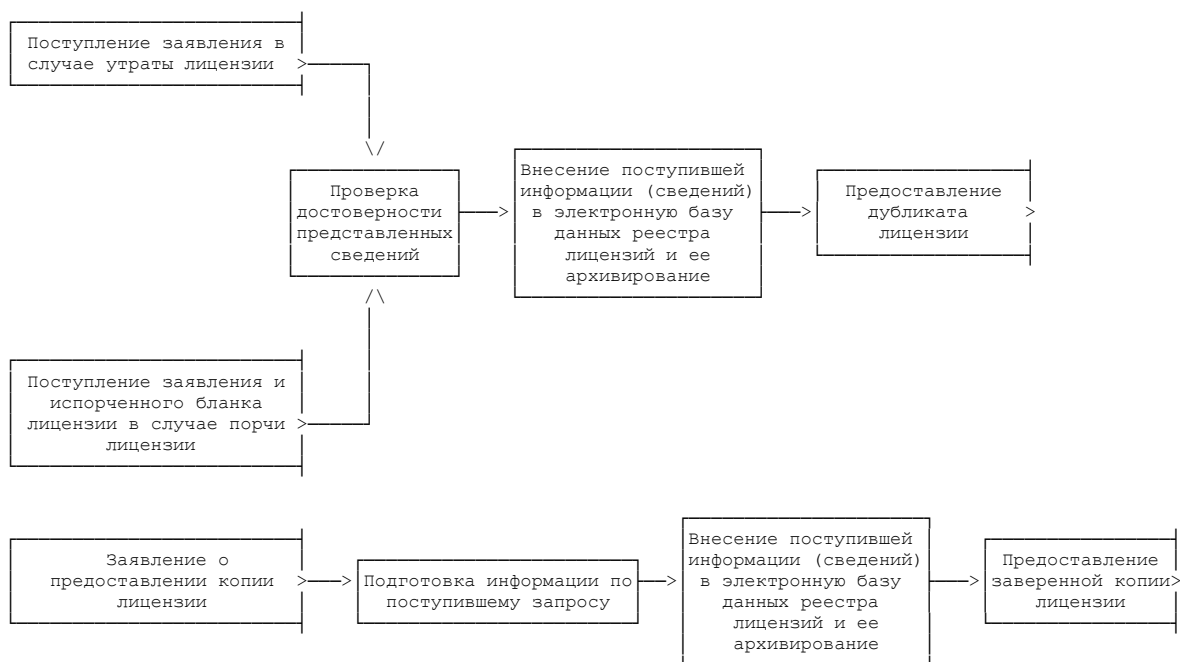 Поступление заявления в
случае утраты лицензии
Проверка
достоверности
представленных
сведений
Внесение поступившей
информации (сведений)
в электронную базу
данных реестра
лицензий и ее
архивирование
Предоставление
дубликата
лицензии
Поступление заявления и
испорченного бланка
лицензии в случае порчи
лицензии
Заявление о
предоставлении копии
лицензии
Подготовка информации по
поступившему запросу
Внесение поступившей
информации (сведений)
в электронную базу
данных реестра
лицензий и ее
архивирование
Предоставление
заверенной копии
лицензии